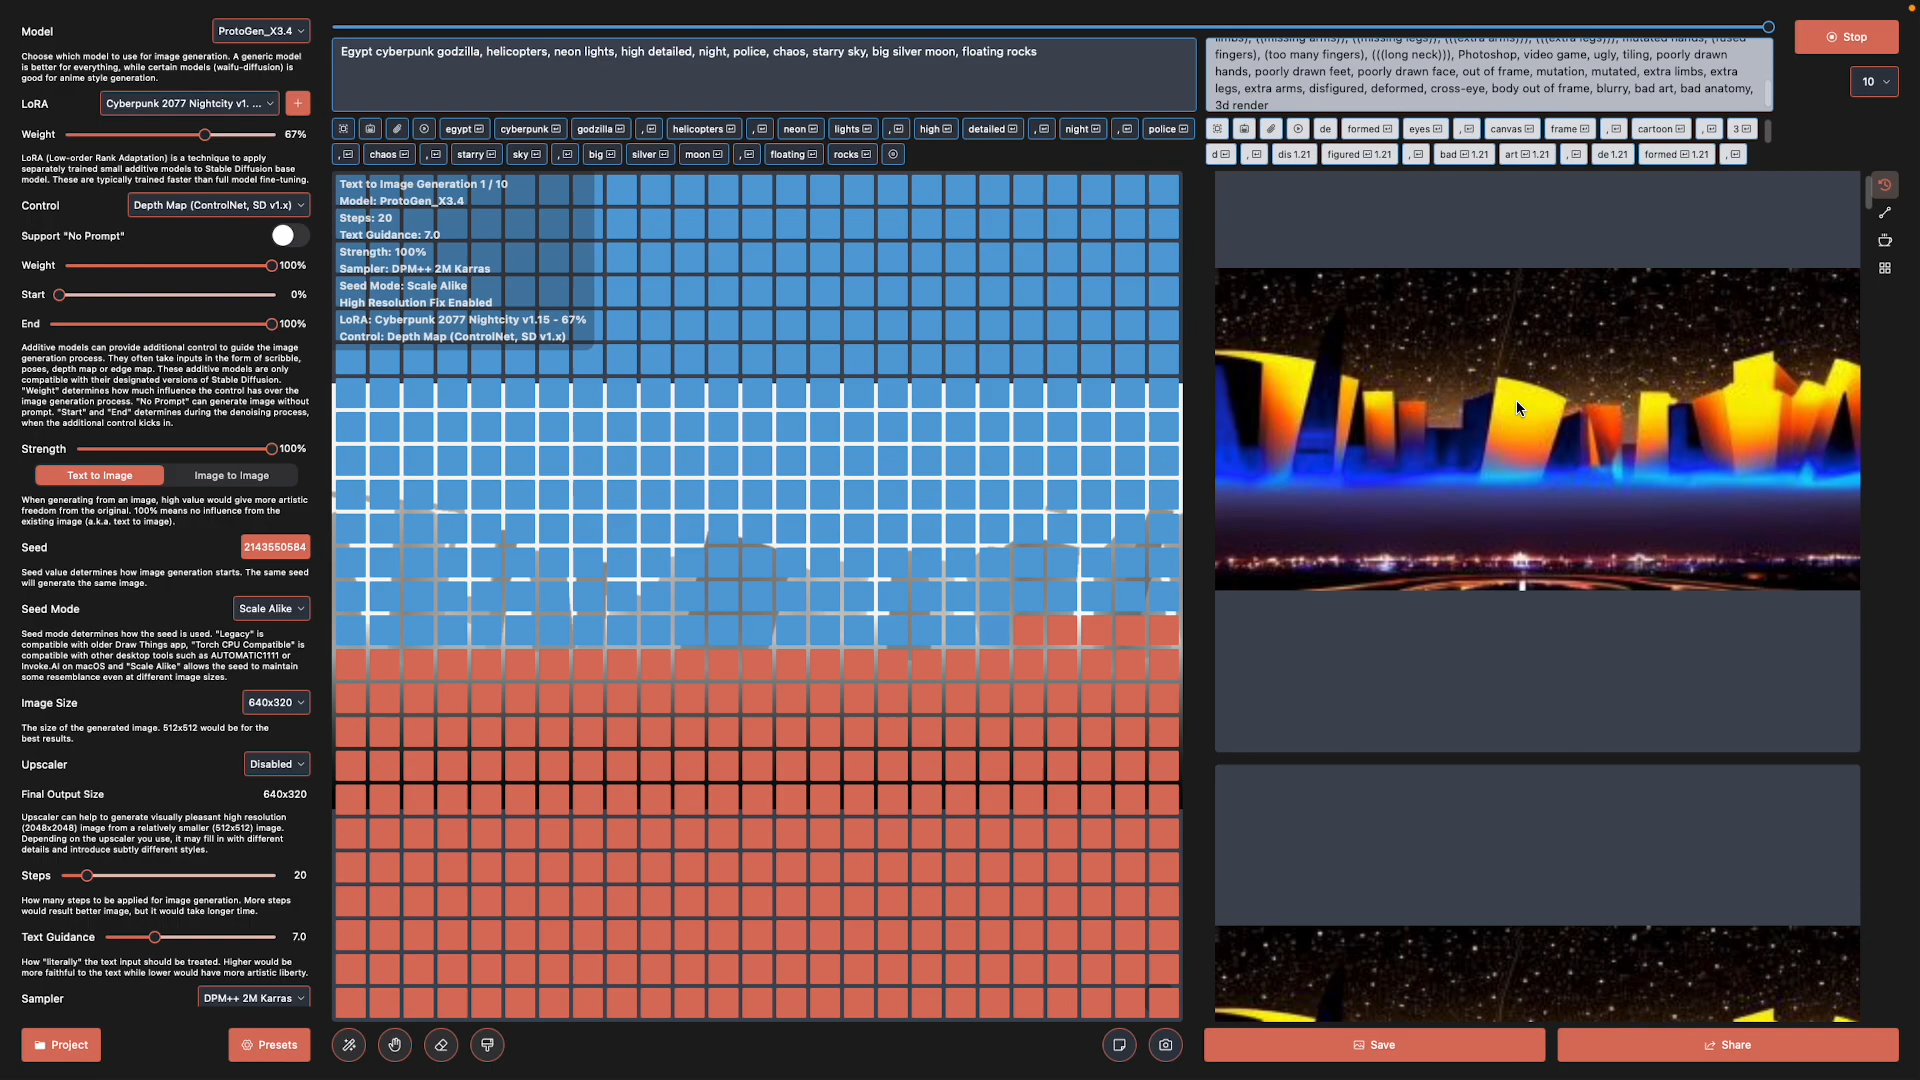 Model
ProtoGen_X3.4
Choose which model to use for image generation. A generic model
is better for everything, while certain models (waifu-diffusion) is
good for anime style generation.
LoRA
Cyberpunk 2077 Nightcity v1. ...
Weight
67%
LoRA (Low-order Rank Adaptation) is a technique to apply
separately trained small additive models to Stable Diffusion base
model. These are typically trained faster than full model fine-tuning.
Control
Depth Map (ControlNet, SD v1.x)
Support "No Prompt"
Weight
100%
Start
0%
End
100%
Additive models can provide additional control to guide the image
generation process. They often take inputs in the form of scribble,
poses, depth map or edge map. These additive models are only
compatible with their designated versions of Stable Diffusion.
"Weight" determines how much influence the control has over the
image generation process. "No Prompt" can generate image without
prompt. "Start" and "End" determines during the denoising process,
when the additional control kicks in.
Strength
100%
Text to Image
Image to Image
When generating from an image, high value would give more artistic
freedom from the original. 100% means no influence from the
existing image (a.k.a. text to image).
Seed
2143550584
Seed value determines how image generation starts. The same seed
will generate the same image.
Seed Mode
Scale Alike
Seed mode determines how the seed is used. "Legacy" is
compatible with older Draw Things app, "Torch CPU Compatible" is
compatible with other desktop tools such as AUTOMATIC1111 or
Invoke.AI on macOS and "Scale Alike" allows the seed to maintain
some resemblance even at different image sizes.
Image Size
640x320
The size of the generated image. 512x512 would be for the
best results.
Upscaler
Disabled
Final Output Size
640x320
Upscaler can help to generate visually pleasant high resolution
(2048x2048) image from a relatively smaller (512x512) image.
Depending on the upscaler you use, it may fill in with different
details and introduce subtly different styles.
Steps
20
How many steps to be applied for image generation. More steps
would result better image, but it would take longer time.
Text Guidance
7.0
How "literally" the text input should be treated. Higher would be
more faithful to the text while lower would have more artistic liberty.
Sampler
DPM++ 2M Karras
Project
Presets
Egypt cyberpunk godzilla, helicopters, neon lights, high detailed, night, police, chaos, starry sky, big silver moon, floating rocks
egypt cyberpunk godzilla , helicopters , neon lights , high detailed , night , police
, chaos , starry sky , big silver moon , floating rocks
Text to Image Generation 1 / 10
Model: ProtoGen_X3.4
Steps: 20
Text Guidance: 7.0
Strength: 100%
Sampler: DPM++ 2M Karras
Seed Mode: Scale Alike
High Resolution Fix Enabled
LoRA: Cyberpunk 2077 Nightcity v1.15 - 67%
Control: Depth Map (ControlNet, SD v1.x)
limbs), ((missing arms)), ((missing legs)), (((extra arms))), (((extra legs))), mutated hands, (fused
fingers), (too many fingers), (((long neck))), Photoshop, video game, ugly, tiling, poorly drawn
hands, poorly drawn feet, poorly drawn face, out of frame, mutation, mutated, extra limbs, extra
legs, extra arms, disfigured, deformed, cross-eye, body out of frame, blurry, bad art, bad anatomy,
3d render
de formed eyes , canvas frame , cartoon , 3
d , dis 1.21 figured 1.21 , bad 1.21 art 1.21 , de 1.21 formed 1.21 ,
Stop
10
Save
Share